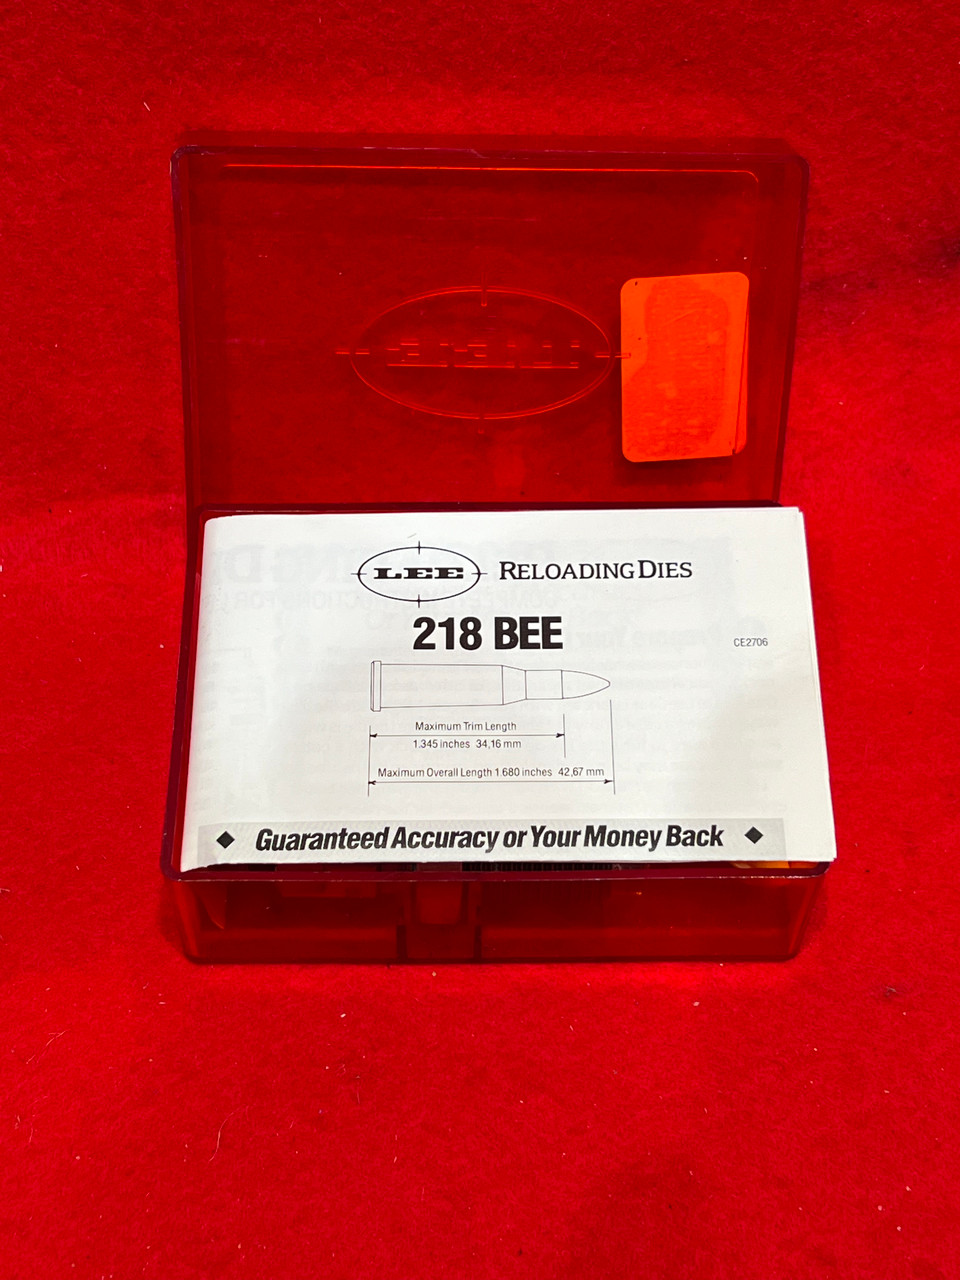 LEE RELOADING DIES
218 BEE
CE2706
Maximum Trim Length
1.345 inches 34,16 mm
Maximum Overall Length 1.680 inches 42,67 mm
◆ Guaranteed Accuracy or Your Money Back ◆